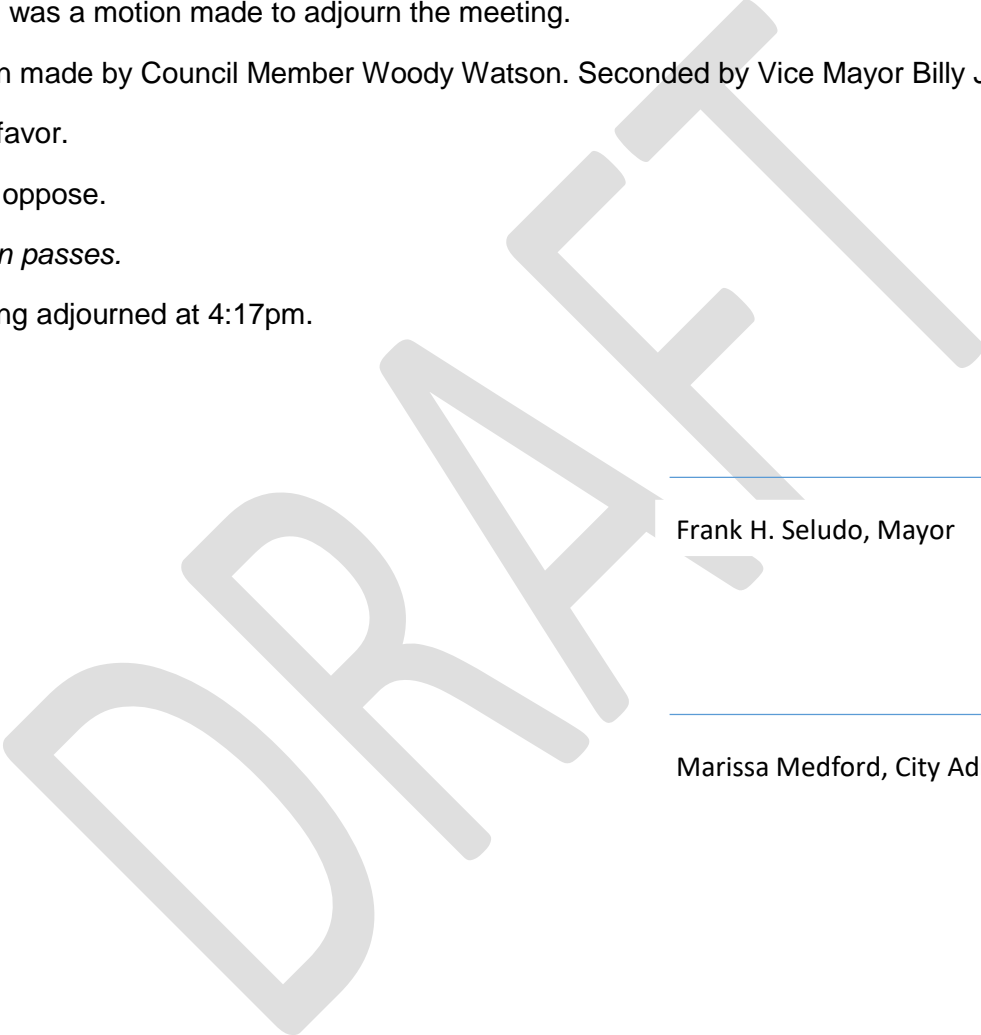 was a motion made to adjourn the meeting.
n made by Council Member Woody Watson. Seconded by Vice Mayor Billy J
favor.
oppose.
n passes.
ng adjourned at 4:17pm.
DRAFT
Frank H. Seludo, Mayor
Marissa Medford, City Ad